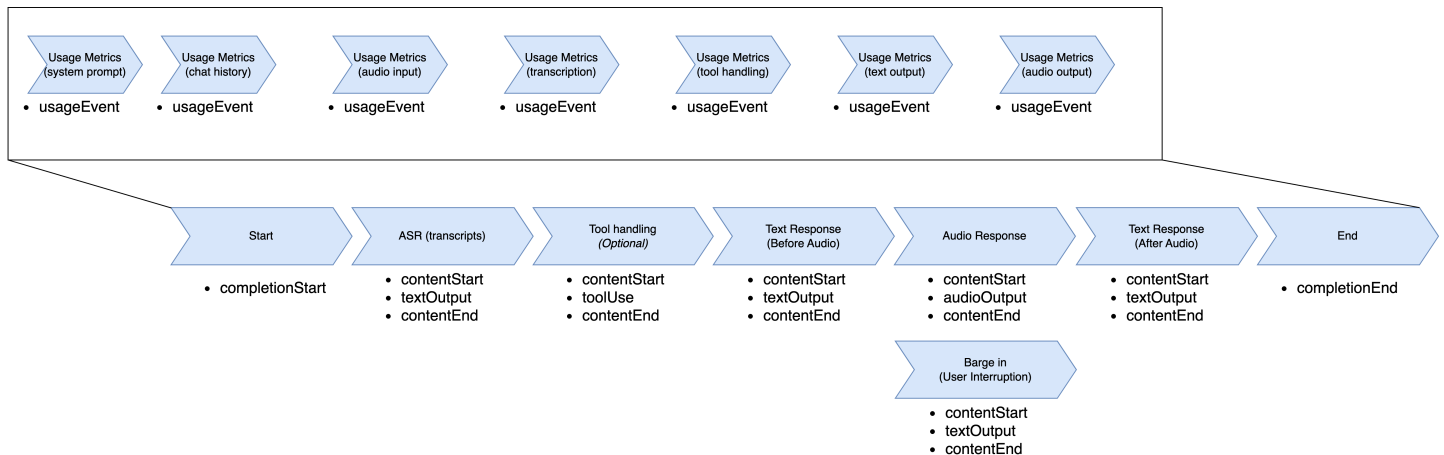 Usage Metrics
(system prompt)
• usageEvent
Usage Metrics
(chat history)
• usageEvent
Usage Metrics
(audio input)
• usageEvent
Usage Metrics
(transcription)
• usageEvent
Usage Metrics
(tool handling)
• usageEvent
Usage Metrics
(text output)
• usageEvent
Usage Metrics
(audio output)
• usageEvent
Start
• completionStart
ASR (transcripts)
• contentStart
• textOutput
• contentEnd
Tool handling
(Optional)
• contentStart
• toolUse
• contentEnd
Text Response
(Before Audio)
• contentStart
• textOutput
• contentEnd
Audio Response
• contentStart
• audioOutput
• contentEnd
Barge in
(User Interruption)
• contentStart
• textOutput
• contentEnd
Text Response
(After Audio)
• contentStart
• textOutput
• contentEnd
End
• completionEnd